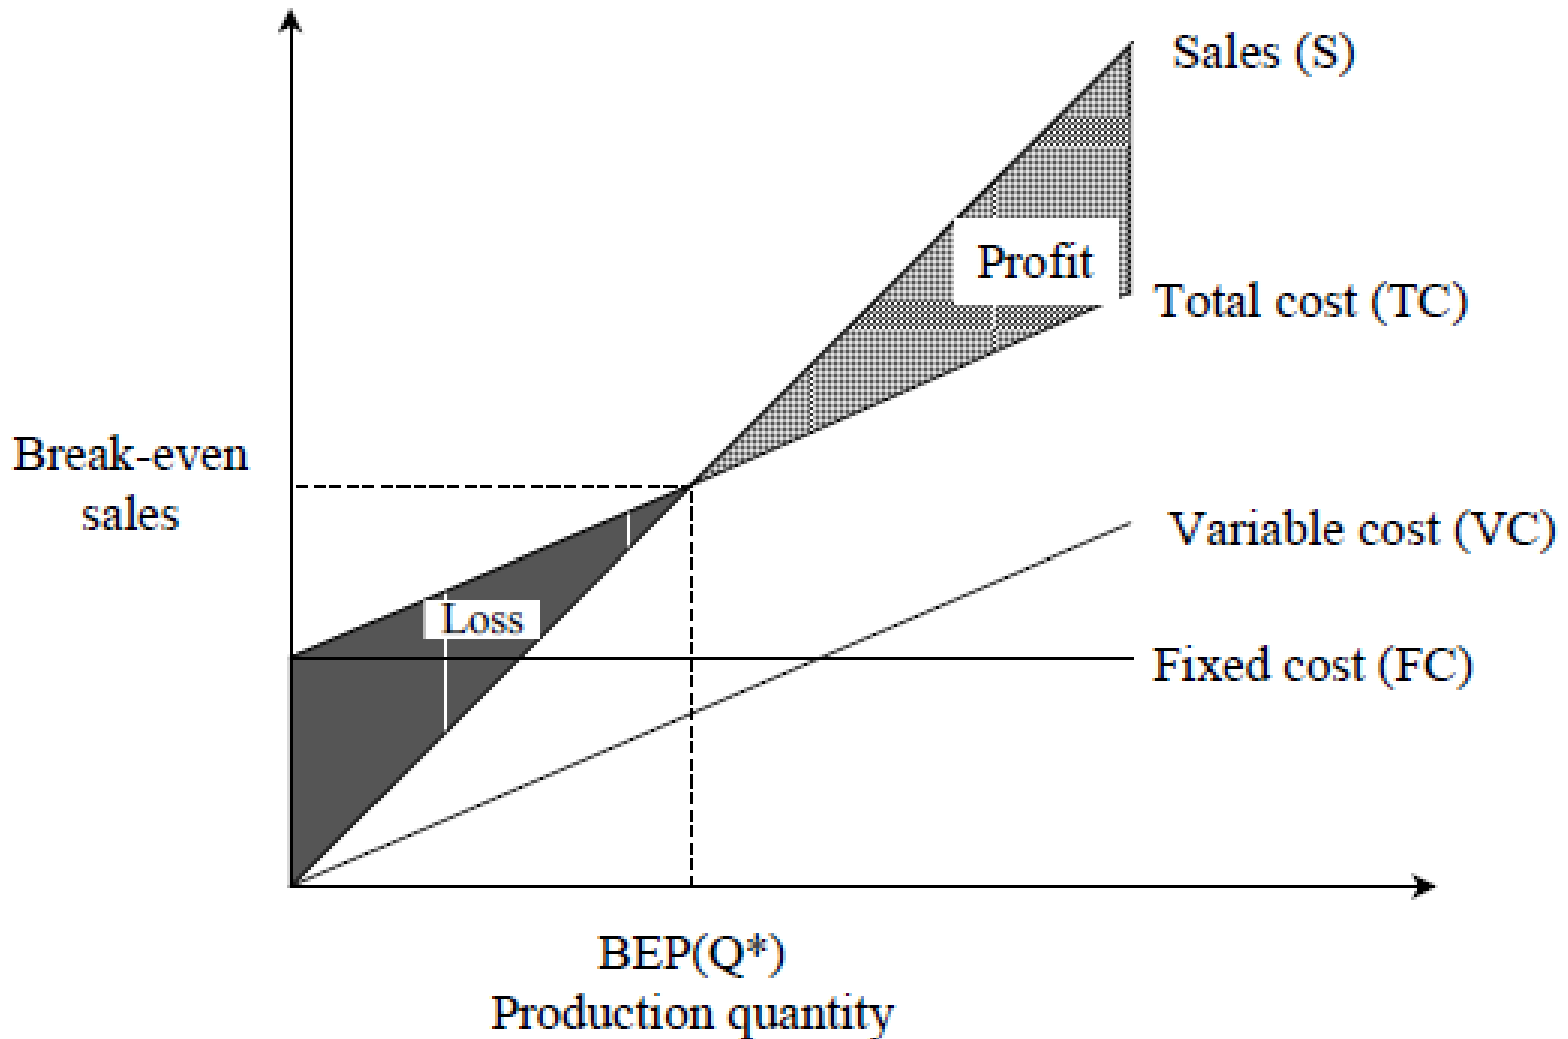 Sales (S)
Profit
Total cost (TC)
Break-even
sales
Variable cost (VC)
Loss
Fixed cost (FC)
BEP(Q*)
Production quantity